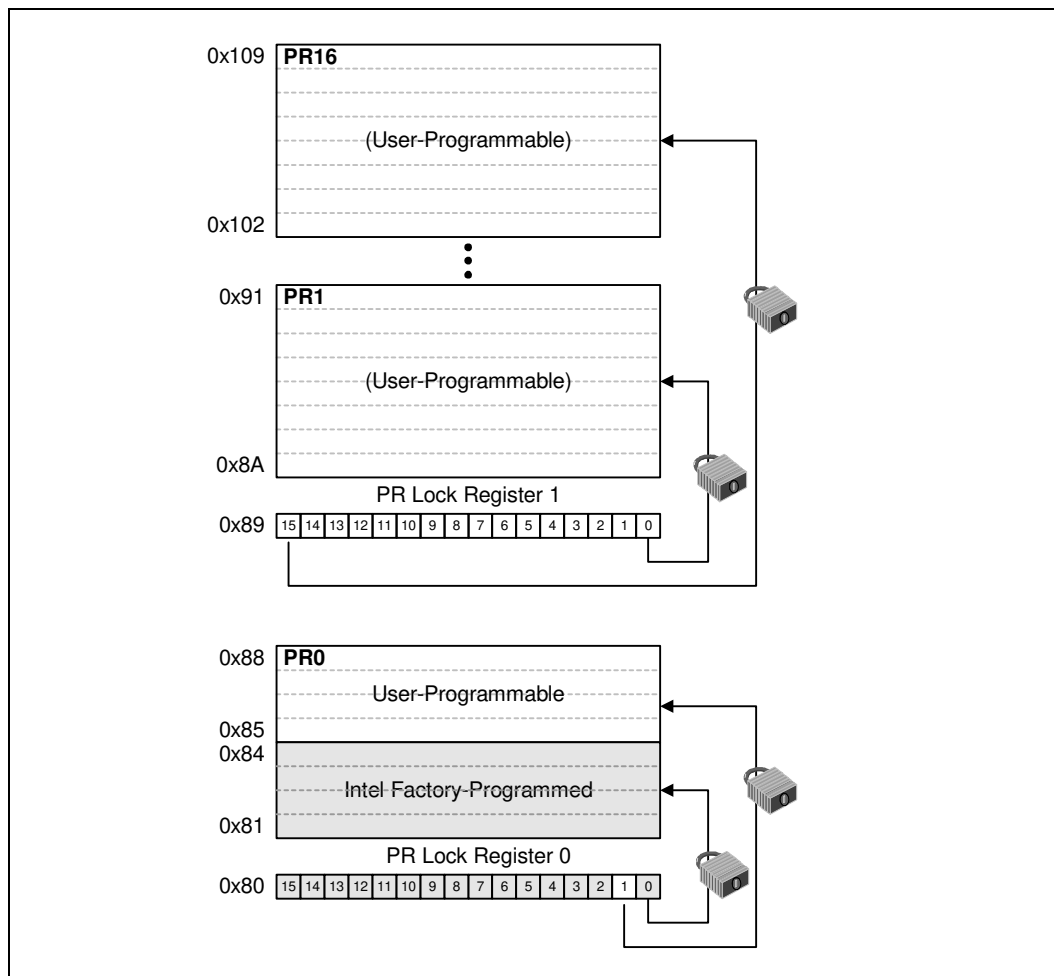 0x109 PR16
(User-Programmable)
0x102
0x91 PR1
(User-Programmable)
0x8A
PR Lock Register 1
0x89 15 14 13 12 11 10 9 8 7 6 5 4 3 2 1 0
0x88 PR0
User-Programmable
0x85
0x84
Intel Factory-Programmed
0x81
PR Lock Register 0
0x80 15 14 13 12 11 10 9 8 7 6 5 4 3 2 1 0